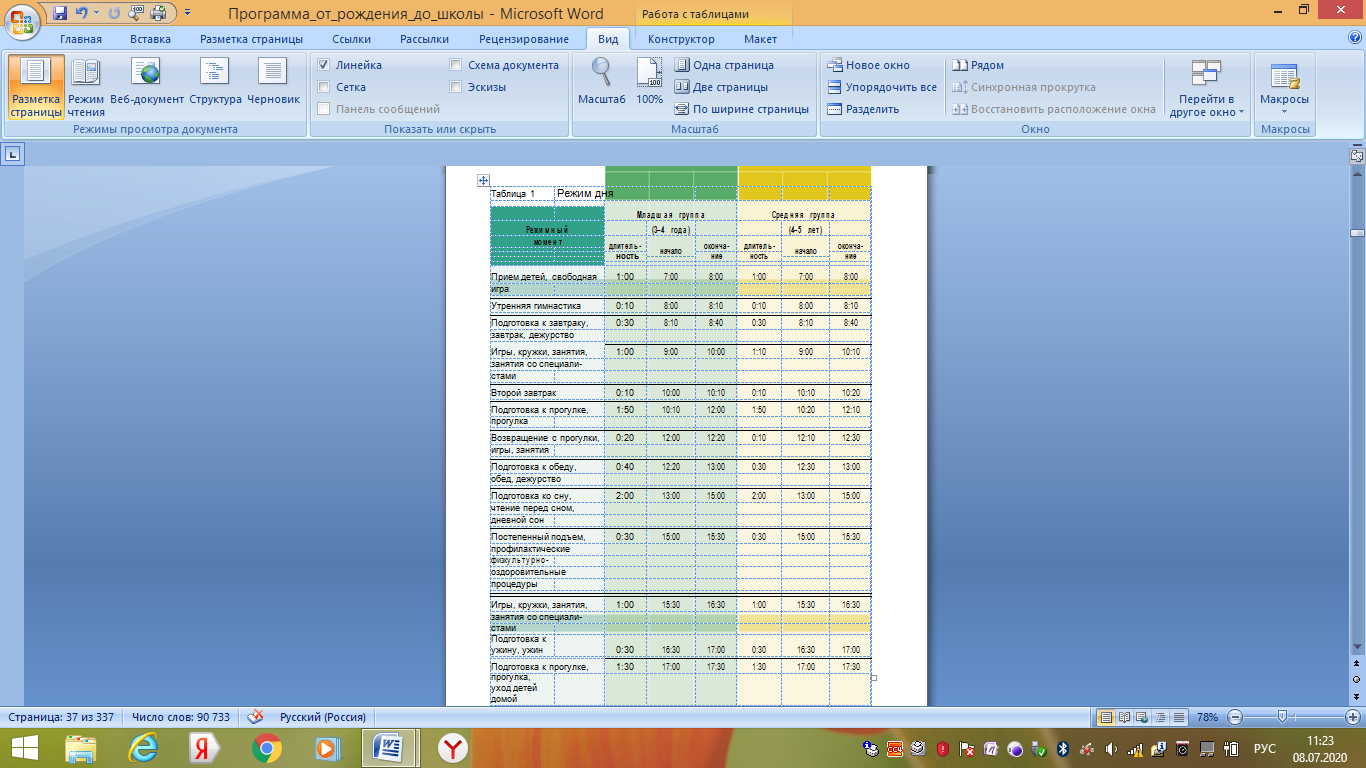 Программа_от_рождения_до_школы - Microsoft Word
Работа с таблицами
Главная Вставка Разметка страницы Ссылки Рассылки Рецензирование Вид Конструктор Макет
Разметка страницы
Режим чтения
Веб-документ
Структура
Черновик
Режимы просмотра документа
Линейка
Сетка
Панель сообщений
Схема документа
Эскизы
Показать или скрыть
Масштаб
100%
Одна страница
Две страницы
По ширине страницы
Масштаб
Новое окно
Упорядочить все
Разделить
Рядом
Синхронная прокрутка
Восстановить расположение окна
Перейти в другое окно
Окно
Макросы
Макросы
Таблица 1 Режим дня
Режимный
момент
Младшая группа Средняя группа
(3–4 года) (4–5 лет)
длитель-
ность
начало
оконча-
ние
длитель-
ность
начало
оконча-
ние
Прием детей, свободная 1:00 7:00 8:00 1:00 7:00 8:00
игра
Утренняя гимнастика 0:10 8:00 8:10 0:10 8:00 8:10
Подготовка к завтраку, 0:30 8:10 8:40 0:30 8:10 8:40
завтрак, дежурство
Игры, кружки, занятия, 1:00 9:00 10:00 1:10 9:00 10:10
занятия со специали-
стами
Второй завтрак 0:10 10:00 10:10 0:10 10:10 10:20
Подготовка к прогулке, 1:50 10:10 12:00 1:50 10:20 12:10
прогулка
Возвращение с прогулки, 0:20 12:00 12:20 0:10 12:10 12:30
игры, занятия
Подготовка к обеду, 0:40 12:20 13:00 0:30 12:30 13:00
обед, дежурство
Подготовка ко сну, 2:00 13:00 15:00 2:00 13:00 15:00
чтение перед сном,
дневной сон
Постепенный подъем, 0:30 15:00 15:30 0:30 15:00 15:30
профилактические
физкультурно-
оздоровительные
процедуры
Игры, кружки, занятия, 1:00 15:30 16:30 1:00 15:30 16:30
занятия со специали-
стами
Подготовка к
ужину, ужин 0:30 16:30 17:00 0:30 16:30 17:00
Подготовка к прогулке, 1:30 17:00 17:30 1:30 17:00 17:30
прогулка,
уход детей
домой
Страница: 37 из 337 Число слов: 90 733 Русский (Россия) 78%
РУС
11:23
08.07.2020